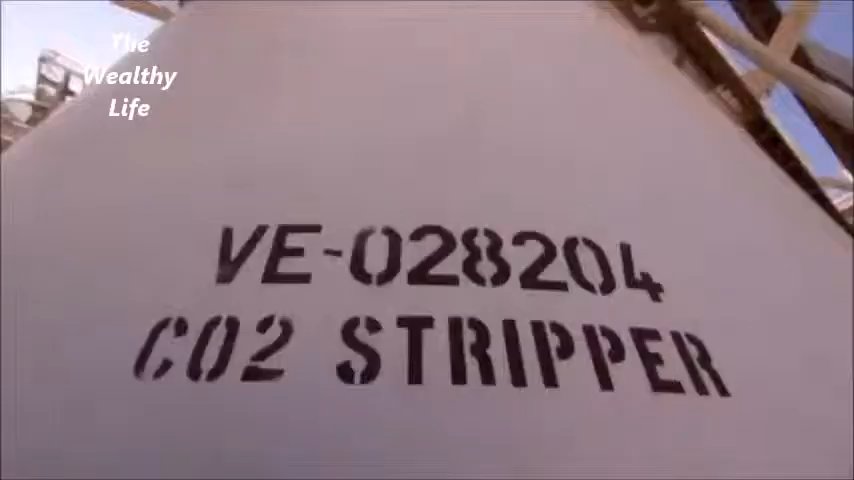 The
Wealthy
Life
VE-028204
CO2 STRIPPER